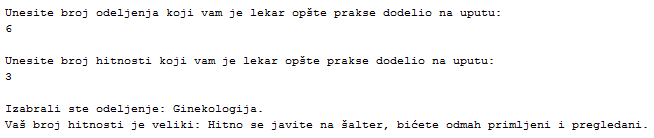 Unesite broj odeljenja koji vam je lekar opšte prakse dodelio na uputu:
6
Unesite broj hitnosti koji vam je lekar opšte prakse dodelio na uputu:
3
Izabrali ste odeljenje: Ginekologija.
Vaš broj hitnosti je veliki: Hitno se javite na šalter, bićete odmah primljeni i pregledani.